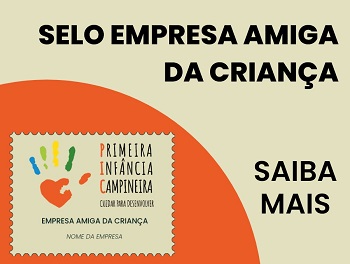 SELO EMPRESA AMIGA
DA CRIANÇA
PRIMEIRA
INFÂNCIA
CAMPINEIRA
CUIDAR PARA DESENVOLVER
EMPRESA AMIGA DA CRIANÇA
NOME DA EMPRESA
SAIBA
MAIS